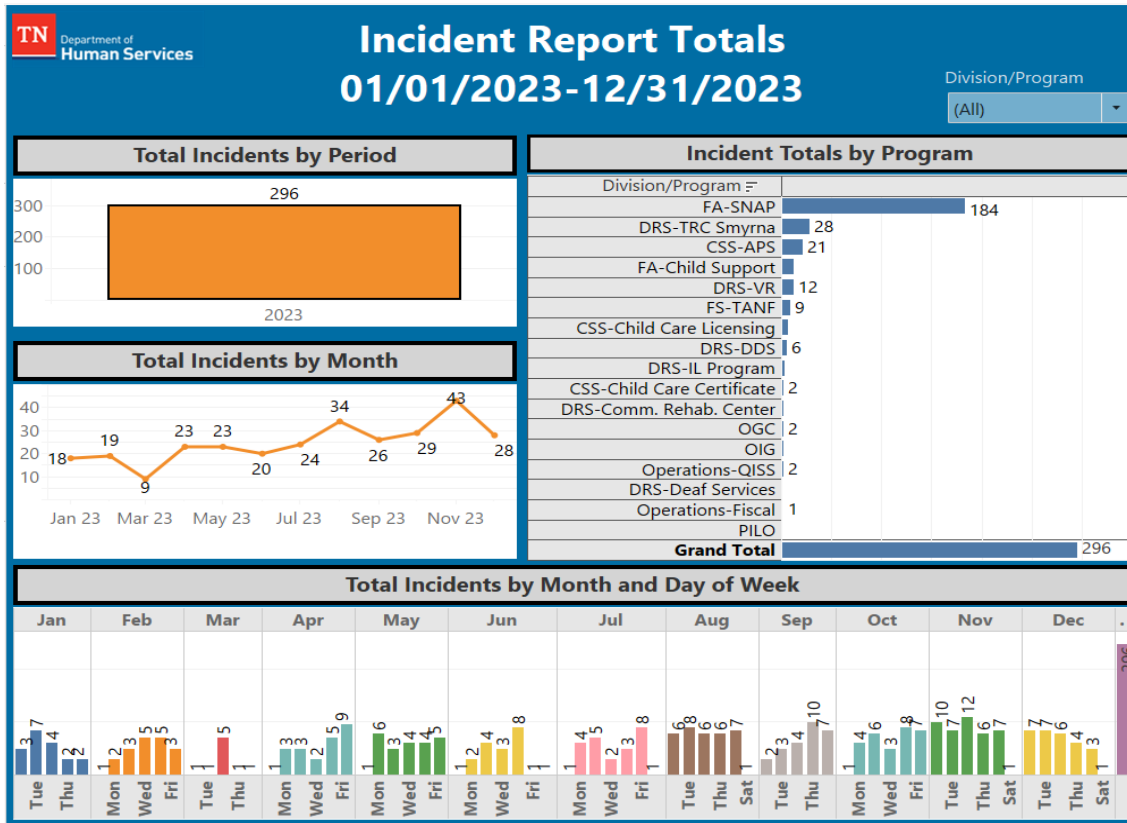 TN Department of
Human Services
Incident Report Totals
01/01/2023-12/31/2023
Division/Program
(All)
Total Incidents by Period
296
300
200
100
2023
Total Incidents by Month
40
30
20
10
18
19
9
23
23
20
24
34
26
29
43
28
Jan 23 Mar 23 May 23 Jul 23 Sep 23 Nov 23
Incident Totals by Program
Division/Program
FA-SNAP 184
DRS-TRC Smyrna 28
CSS-APS 21
FA-Child Support
DRS-VR 12
FS-TANF 9
CSS-Child Care Licensing
DRS-DDS 6
DRS-IL Program
CSS-Child Care Certificate 2
DRS-Comm. Rehab. Center
OGC 2
OIG
Operations-QISS 2
DRS-Deaf Services
Operations-Fiscal 1
PILO
Grand Total 296
Total Incidents by Month and Day of Week
Jan Feb Mar Apr May Jun Jul Aug Sep Oct Nov Dec .
3 7 4 2 2
1 2 3 5 5 3
1 5 1
1 3 3 2 5 9
1 6 3 4 4 5
1 2 4 3 8 1 1
1 4 5 2 3 8 1
6 8 6 6 7 1
1 2 3 4 10 7
1 4 6 3 8 7
10 7 12 6 7 1
7 7 6 4 3 1
296
Tue Thu
Mon Wed Fri
Tue Thu
Mon Wed Fri
Mon Wed Fri
Mon Wed Fri
Mon Wed Fri
Tue Thu Sat
Mon Wed Fri
Tue Thu Sat
Tue Thu Sat